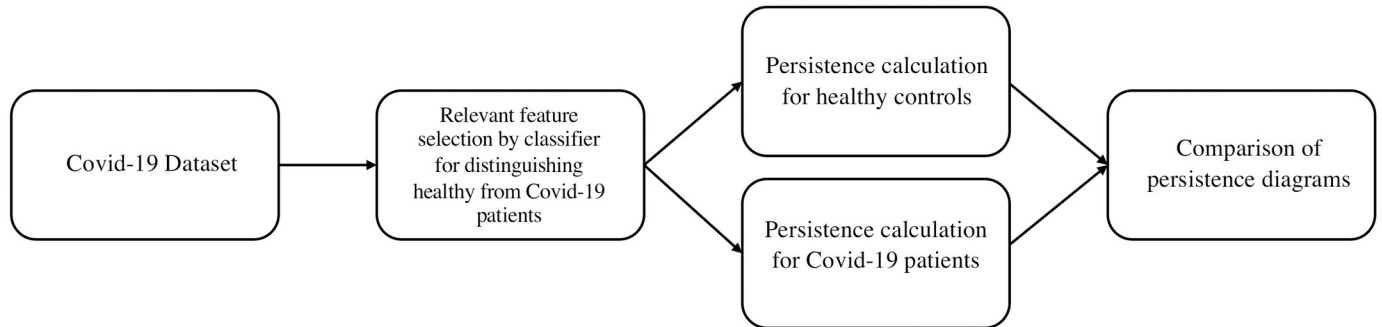 Covid-19 Dataset
Relevant feature
selection by classifier
for distinguishing
healthy from Covid-19
patients
Persistence calculation
for healthy controls
Persistence calculation
for Covid-19 patients
Comparison of
persistence diagrams